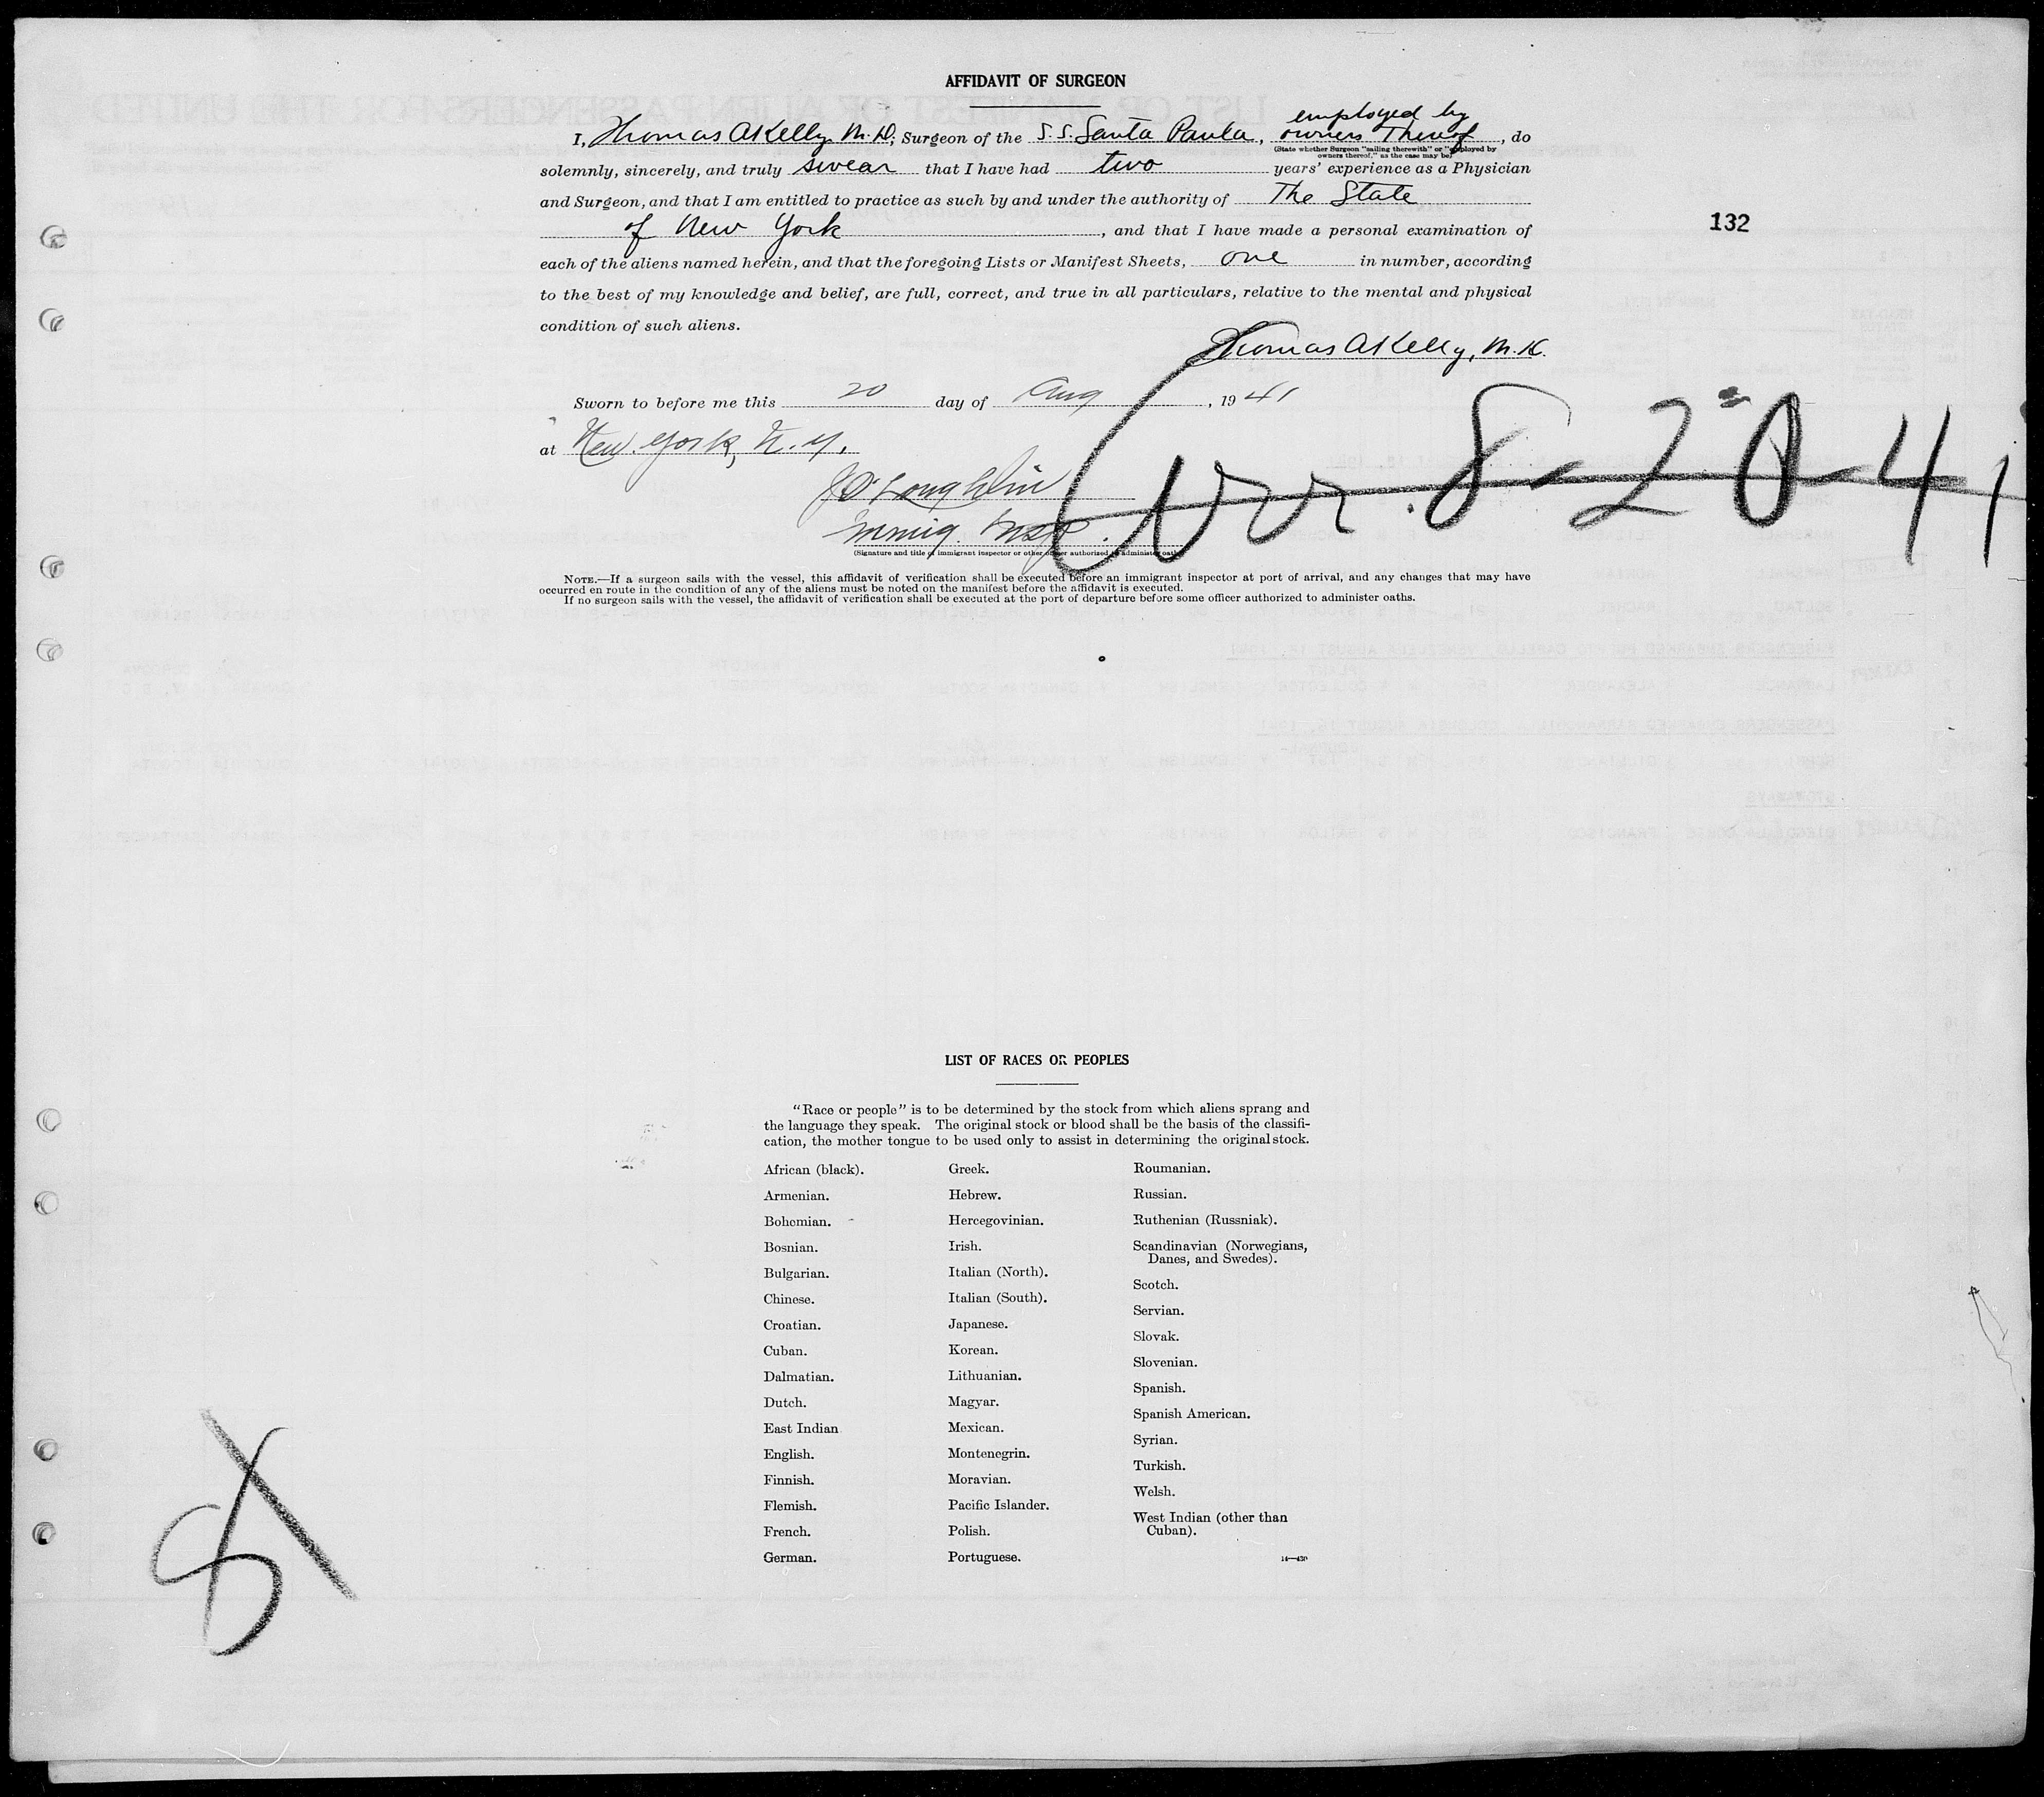 AFFIDAVIT OF SURGEON
employed by
I, Thomas A Kelly M.D., Surgeon of the S.S. Santa Paula, owners Thereof, do
(State whether Surgeon "sailing therewith" or "employed by
owners thereof," as the case may be)
solemnly, sincerely, and truly swear that I have had two years' experience as a Physician
and Surgeon, and that I am entitled to practice as such by and under the authority of The State
of New York, and that I have made a personal examination of
132
each of the aliens named herein, and that the foregoing Lists or Manifest Sheets, one in number, according
to the best of my knowledge and belief, are full, correct, and true in all particulars, relative to the mental and physical
condition of such aliens.
Thomas A Kelly, M.D.
Sworn to before me this 20 day of Aug, 1941
at New York, N.Y.
8-20-41
J O'Loughlin
Immig. Insp.
(Signature and title of immigrant inspector or other officer authorized to administer oath)
NOTE.—If a surgeon sails with the vessel, this affidavit of verification shall be executed before an immigrant inspector at port of arrival, and any changes that may have
occurred en route in the condition of any of the aliens must be noted on the manifest before the affidavit is executed.
If no surgeon sails with the vessel, the affidavit of verification shall be executed at the port of departure before some officer authorized to administer oaths.
LIST OF RACES OR PEOPLES
"Race or people" is to be determined by the stock from which aliens sprang and
the language they speak. The original stock or blood shall be the basis of the classifi-
cation, the mother tongue to be used only to assist in determining the original stock.
African (black).
Armenian.
Bohemian.
Bosnian.
Bulgarian.
Chinese.
Croatian.
Cuban.
Dalmatian.
Dutch.
East Indian
English.
Finnish.
Flemish.
French.
German.
Greek.
Hebrew.
Hercegovinian.
Irish.
Italian (North).
Italian (South).
Japanese.
Korean.
Lithuanian.
Magyar.
Mexican.
Montenegrin.
Moravian.
Pacific Islander.
Polish.
Portuguese.
Roumanian.
Russian.
Ruthenian (Russniak).
Scandinavian (Norwegians,
Danes, and Swedes).
Scotch.
Servian.
Slovak.
Slovenian.
Spanish.
Spanish American.
Syrian.
Turkish.
Welsh.
West Indian (other than
Cuban).
14—430